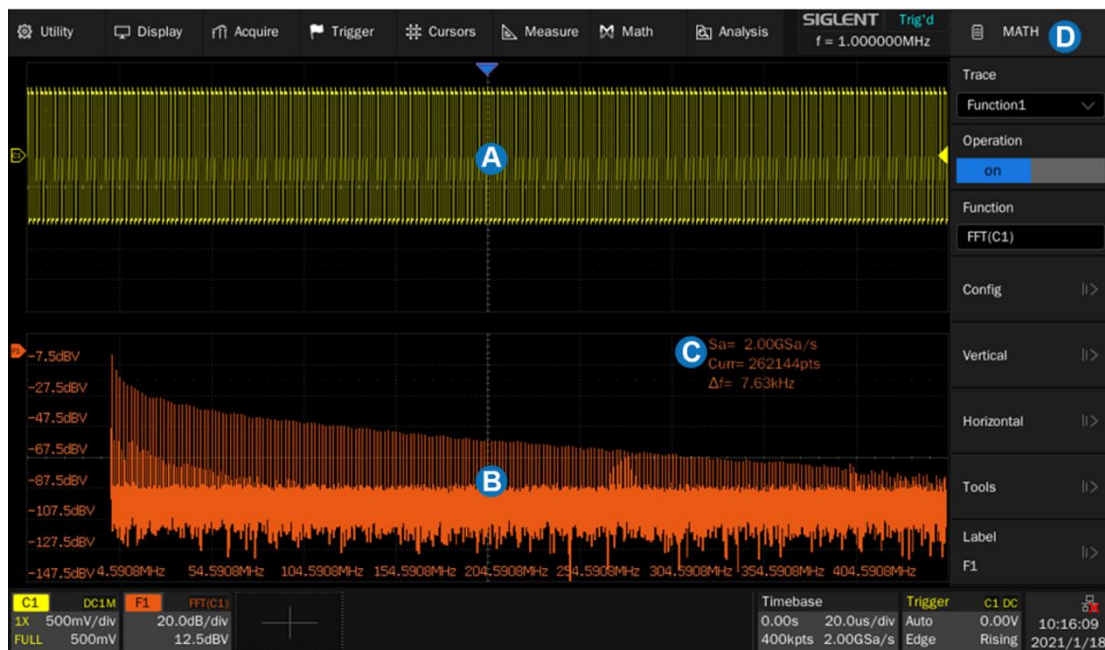 Utility Display Acquire Trigger Cursors Measure Math Analysis
SIGLENT Trig'd
f = 1.000000MHz
MATH D
Trace
Function1
Operation
on
Function
FFT(C1)
Config
Vertical
Horizontal
Tools
Label
F1
C1
A
F1
-7.5dBV
-27.5dBV
-47.5dBV
-67.5dBV
-87.5dBV
-107.5dBV
-127.5dBV
-147.5dBV
C
Sa= 2.00GSa/s
Curr= 262144pts
Δf= 7.63kHz
B
4.5908MHz 54.5908MHz 104.5908MHz 154.5908MHz 204.5908MHz 254.5908MHz 304.5908MHz 354.5908MHz 404.5908MHz
C1 DC1M
1X 500mV/div
FULL 500mV
F1 FFT(C1)
20.0dB/div
12.5dBV
Timebase
0.00s 20.0us/div
400kpts 2.00GSa/s
Trigger C1 DC
Auto 0.00V
Edge Rising
10:16:09
2021/1/18